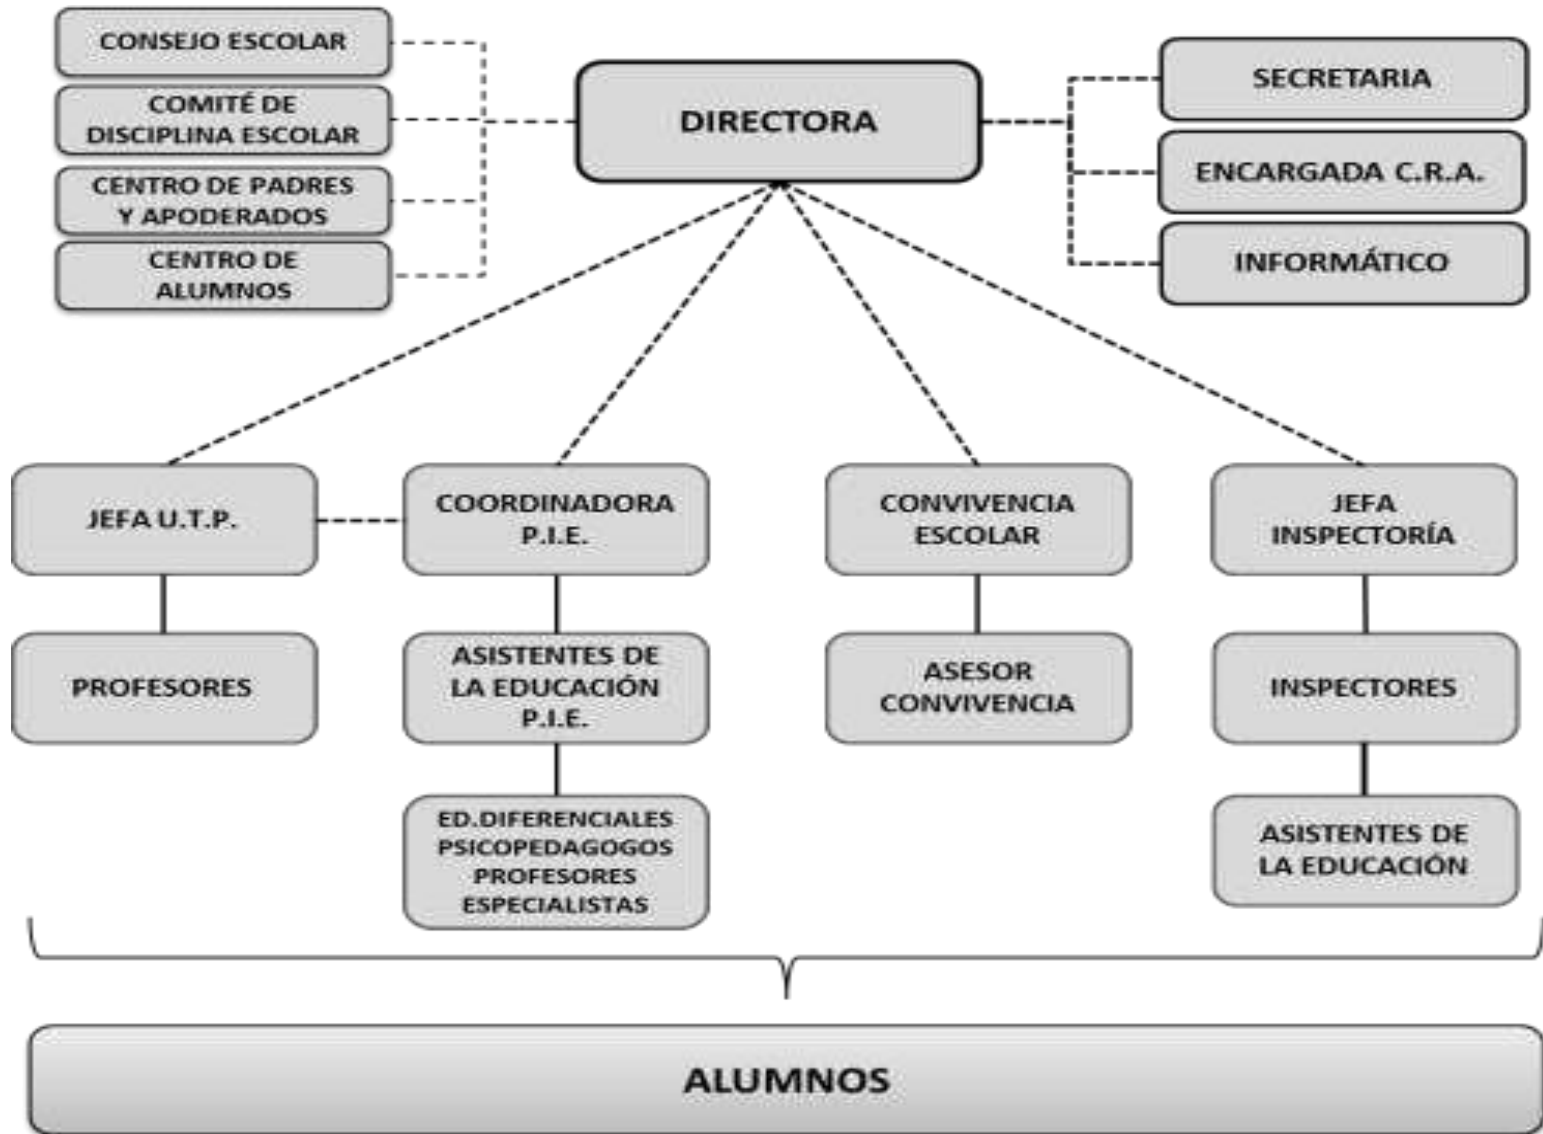 CONSEJO ESCOLAR
COMITÉ DE
DISCIPLINA ESCOLAR
CENTRO DE PADRES
Y APODERADOS
CENTRO DE
ALUMNOS
DIRECTORA
SECRETARIA
ENCARGADA C.R.A.
INFORMÁTICO
JEFA U.T.P.
COORDINADORA
P.I.E.
CONVIVENCIA
ESCOLAR
JEFA
INSPECTORÍA
PROFESORES
ASISTENTES DE
LA EDUCACIÓN
P.I.E.
ASESOR
CONVIVENCIA
INSPECTORES
ED.DIFERENCIALES
PSICOPEDAGOGOS
PROFESORES
ESPECIALISTAS
ASISTENTES DE
LA EDUCACIÓN
ALUMNOS